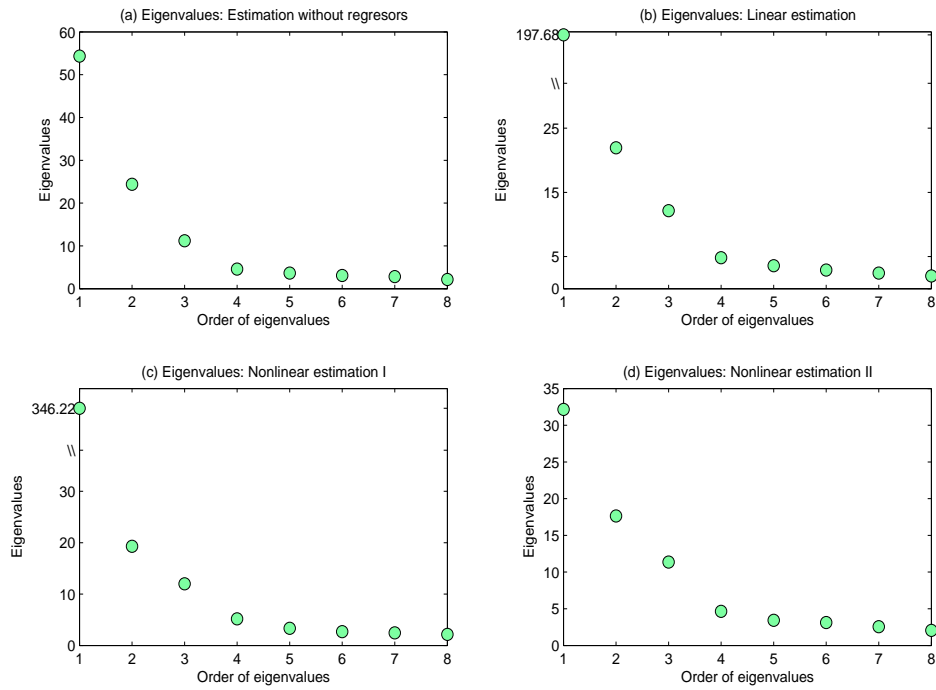 (a) Eigenvalues: Estimation without regresors
60
50
40
30
20
10
0
Eigenvalues
1 2 3 4 5 6 7 8
Order of eigenvalues
(b) Eigenvalues: Linear estimation
197.68
\\
25
15
5
0
Eigenvalues
1 2 3 4 5 6 7 8
Order of eigenvalues
(c) Eigenvalues: Nonlinear estimation I
346.22
\\
30
20
10
0
Eigenvalues
1 2 3 4 5 6 7 8
Order of eigenvalues
(d) Eigenvalues: Nonlinear estimation II
35
30
25
20
15
10
5
0
Eigenvalues
1 2 3 4 5 6 7 8
Order of eigenvalues